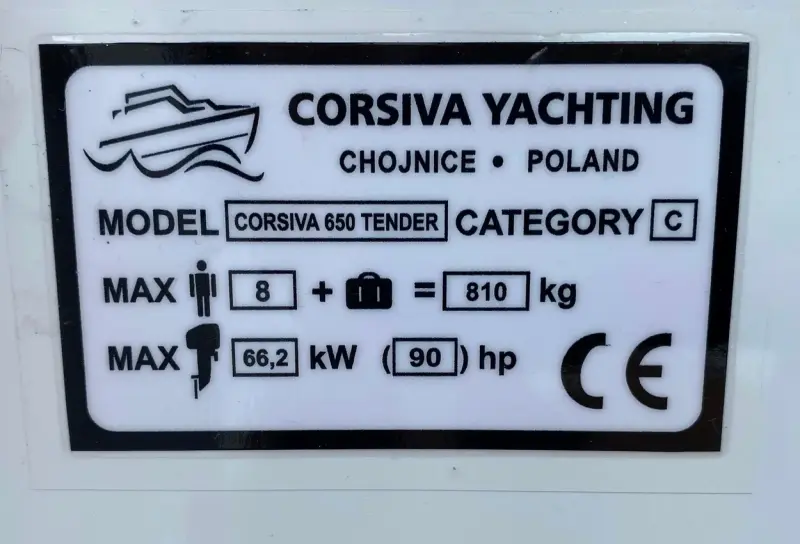 CORSIVA YACHTING
CHOJNICE • POLAND
MODEL CORSIVA 650 TENDER CATEGORY C
MAX 8 + = 810 kg
MAX 66,2 kW (90) hp
CE